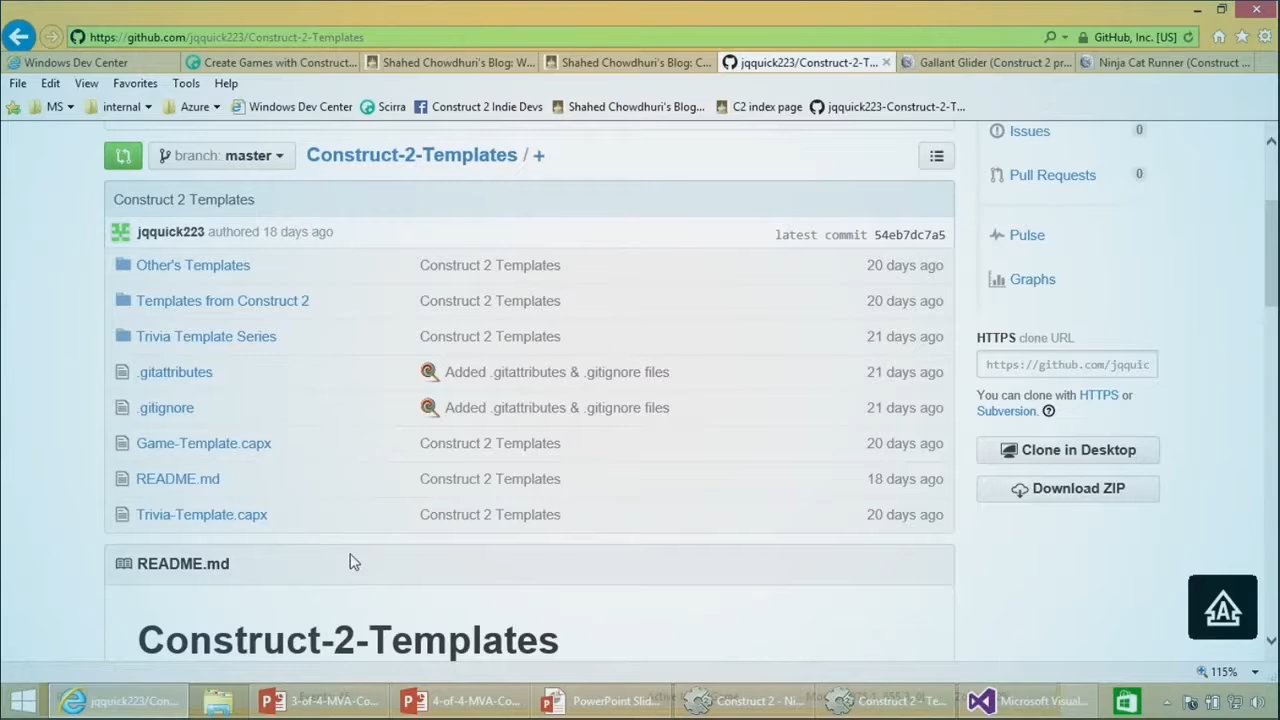 https://github.com/jqquick223/Construct-2-Templates
GitHub, Inc. [US]
Windows Dev Center
Create Games with Construct...
Shahed Chowdhuri's Blog: W...
Shahed Chowdhuri's Blog: C...
jqquick223/Construct-2-T...
Gallant Glider (Construct 2 pr...
Ninja Cat Runner (Construct ...
File Edit View Favorites Tools Help
MS internal Azure Windows Dev Center Scirra Construct 2 Indie Devs Shahed Chowdhuri's Blog... C2 index page jqquick223-Construct-2-T...
branch: master Construct-2-Templates / +
Construct 2 Templates
jqquick223 authored 18 days ago latest commit 54eb7dc7a5
Other's Templates Construct 2 Templates 20 days ago
Templates from Construct 2 Construct 2 Templates 20 days ago
Trivia Template Series Construct 2 Templates 21 days ago
.gitattributes Added .gitattributes & .gitignore files 21 days ago
.gitignore Added .gitattributes & .gitignore files 21 days ago
Game-Template.capx Construct 2 Templates 20 days ago
README.md Construct 2 Templates 18 days ago
Trivia-Template.capx Construct 2 Templates 20 days ago
README.md
Construct-2-Templates
Issues 0
Pull Requests 0
Pulse
Graphs
HTTPS clone URL
https://github.com/jqquic
You can clone with HTTPS or
Subversion.
Clone in Desktop
Download ZIP
115%
jqquick223/Con...
3-of-4-MVA-Co...
4-of-4-MVA-Con...
PowerPoint Slid...
Construct 2 - Ni...
Construct 2 - Te...
Microsoft Visual...